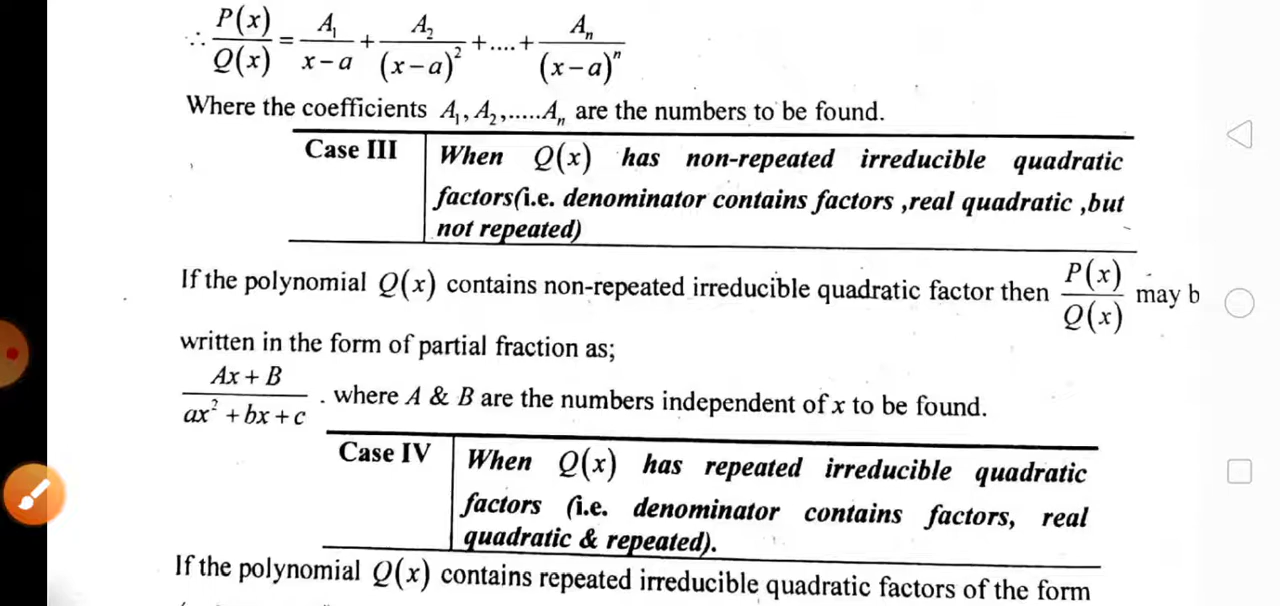 ∴ P(x)/Q(x) = A₁/(x−a) + A₂/(x−a)² + .... + Aₙ/(x−a)ⁿ
Where the coefficients A₁, A₂,.....Aₙ are the numbers to be found.
Case III When Q(x) has non-repeated irreducible quadratic
factors(i.e. denominator contains factors ,real quadratic ,but
not repeated)
If the polynomial Q(x) contains non-repeated irreducible quadratic factor then P(x)/Q(x) may b
written in the form of partial fraction as;
(Ax + B)/(ax² + bx + c) . where A & B are the numbers independent of x to be found.
Case IV When Q(x) has repeated irreducible quadratic
factors (i.e. denominator contains factors, real
quadratic & repeated).
If the polynomial Q(x) contains repeated irreducible quadratic factors of the form